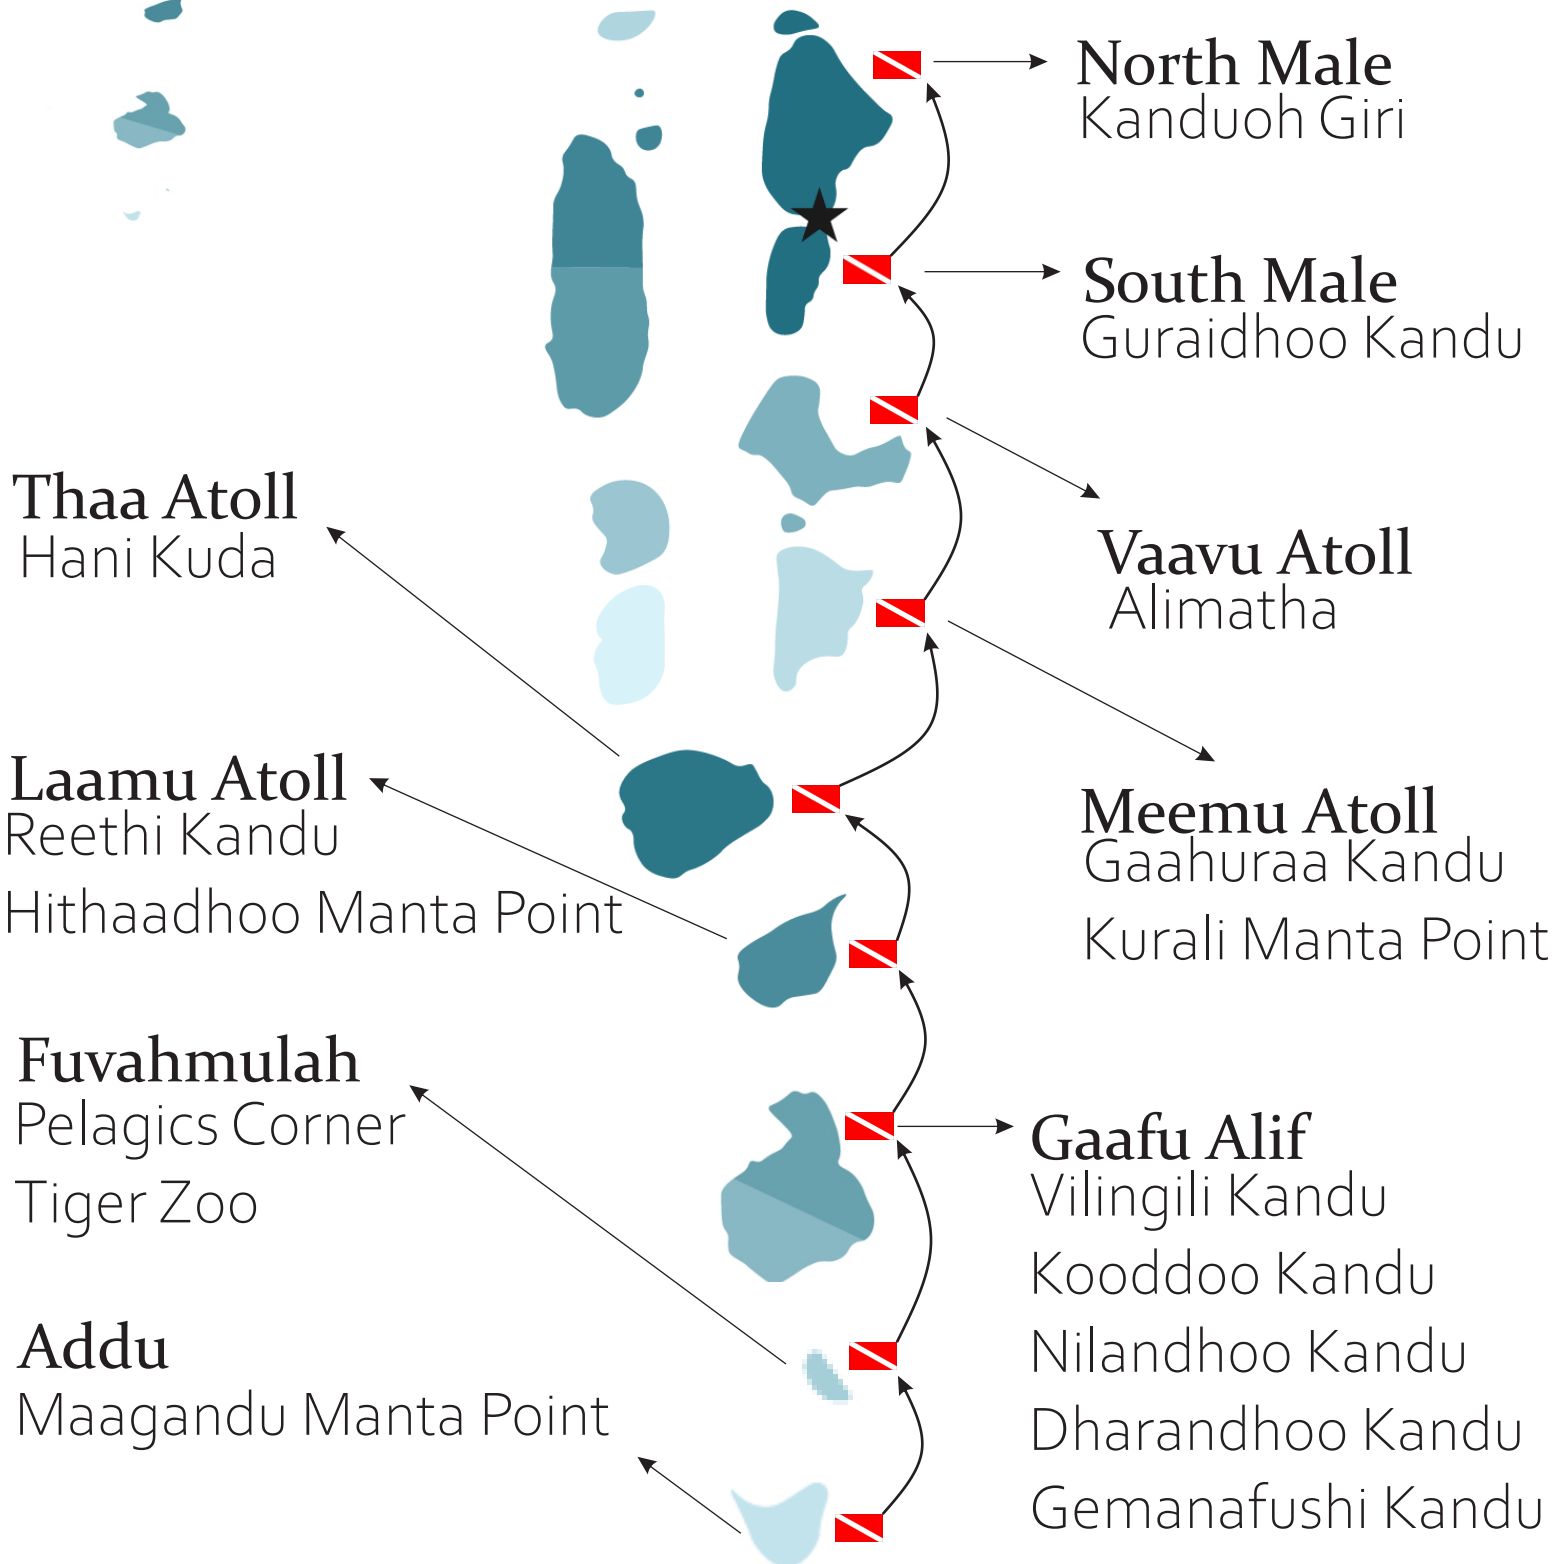 North Male
Kanduoh Giri
South Male
Guraidhoo Kandu
Thaa Atoll
Hani Kuda
Vaavu Atoll
Alimatha
Laamu Atoll
Reethi Kandu
Hithaadhoo Manta Point
Meemu Atoll
Gaahuraa Kandu
Kurali Manta Point
Fuvahmulah
Pelagics Corner
Tiger Zoo
Gaafu Alif
Vilingili Kandu
Kooddoo Kandu
Nilandhoo Kandu
Dharandhoo Kandu
Gemanafushi Kandu
Addu
Maagandu Manta Point